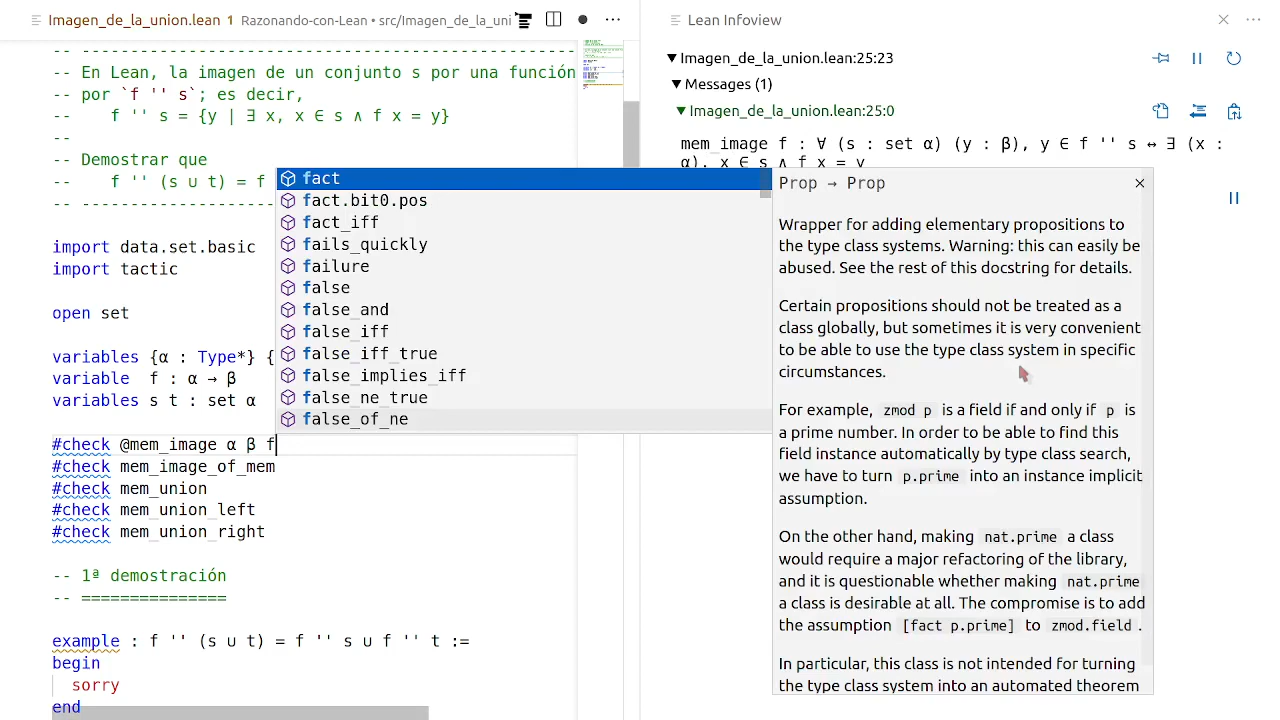 Imagen_de_la_union.lean 1 Razonando-con-Lean • src/Imagen_de_la_uni
-- En Lean, la imagen de un conjunto s por una función
-- por `f '' s`; es decir,
--    f '' s = {y | ∃ x, x ∈ s ∧ f x = y}
--
-- Demostrar que
--    f '' (s ∪ t) = f
-- ----------------------
import data.set.basic
import tactic
open set
variables {α : Type*} {
variable  f : α → β
variables s t : set α
#check @mem_image α β f
#check mem_image_of_mem
#check mem_union
#check mem_union_left
#check mem_union_right
-- 1ª demostración
-- ===============
example : f '' (s ∪ t) = f '' s ∪ f '' t :=
begin
  sorry
end
fact
fact.bit0.pos
fact_iff
fails_quickly
failure
false
false_and
false_iff
false_iff_true
false_implies_iff
false_ne_true
false_of_ne
Lean Infoview
Imagen_de_la_union.lean:25:23
Messages (1)
Imagen_de_la_union.lean:25:0
mem_image f : ∀ (s : set α) (y : β), y ∈ f '' s ↔ ∃ (x :
α), x ∈ s ∧ f x = y
Prop → Prop
Wrapper for adding elementary propositions to
the type class systems. Warning: this can easily be
abused. See the rest of this docstring for details.
Certain propositions should not be treated as a
class globally, but sometimes it is very convenient
to be able to use the type class system in specific
circumstances.
For example, zmod p is a field if and only if p is
a prime number. In order to be able to find this
field instance automatically by type class search,
we have to turn p.prime into an instance implicit
assumption.
On the other hand, making nat.prime a class
would require a major refactoring of the library,
and it is questionable whether making nat.prime
a class is desirable at all. The compromise is to add
the assumption [fact p.prime] to zmod.field.
In particular, this class is not intended for turning
the type class system into an automated theorem